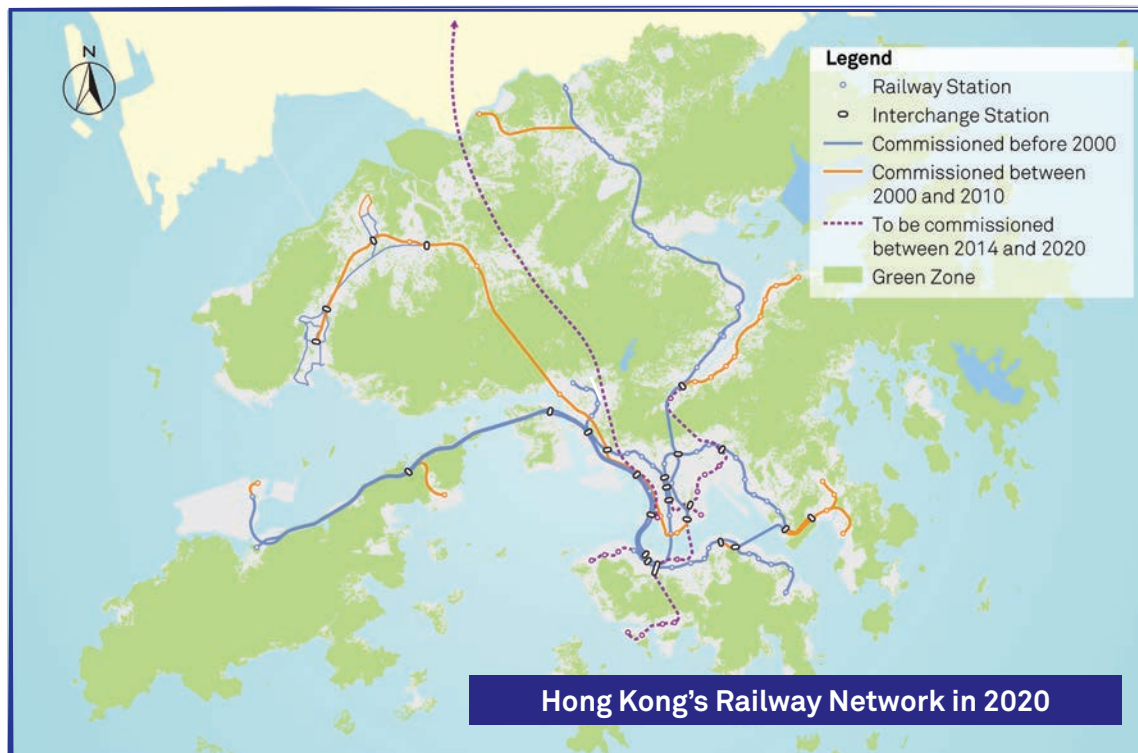 N
Legend
Railway Station
Interchange Station
Commissioned before 2000
Commissioned between
2000 and 2010
To be commissioned
between 2014 and 2020
Green Zone
Hong Kong's Railway Network in 2020